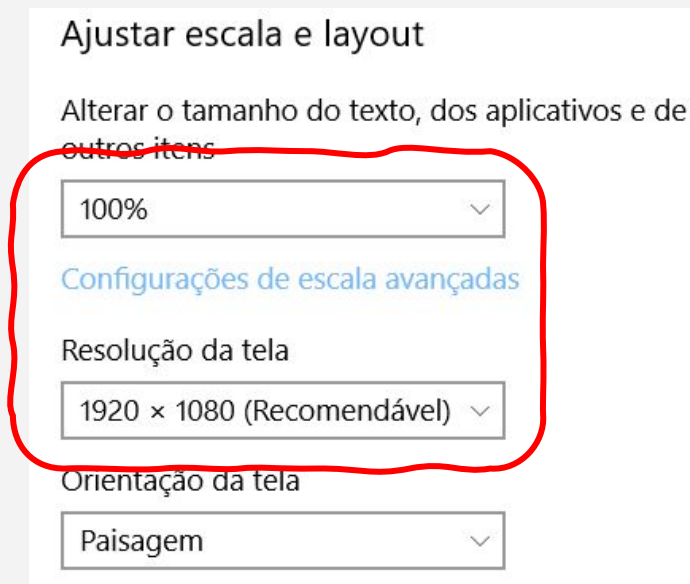 Ajustar escala e layout
Alterar o tamanho do texto, dos aplicativos e de
outros itens
100%
Configurações de escala avançadas
Resolução da tela
1920 × 1080 (Recomendável)
Orientação da tela
Paisagem